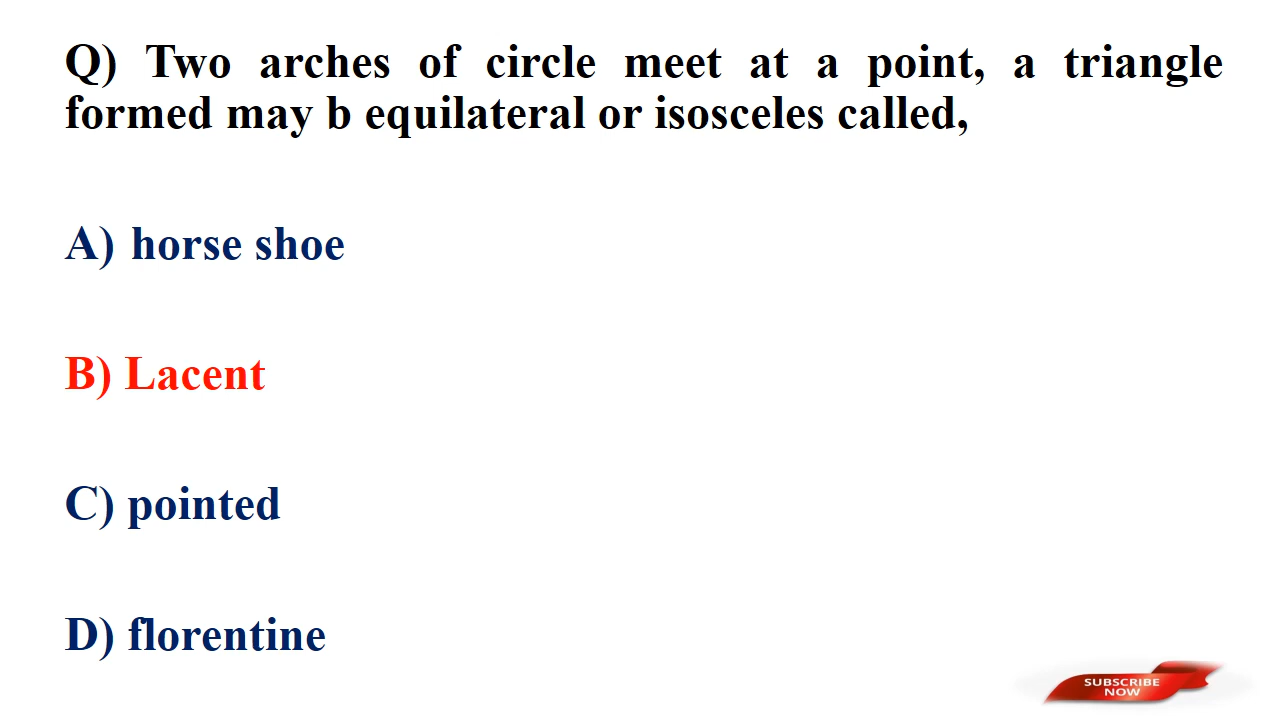 Q) Two arches of circle meet at a point, a triangle
formed may b equilateral or isosceles called,
A) horse shoe
B) Lacent
C) pointed
D) florentine
SUBSCRIBE
NOW